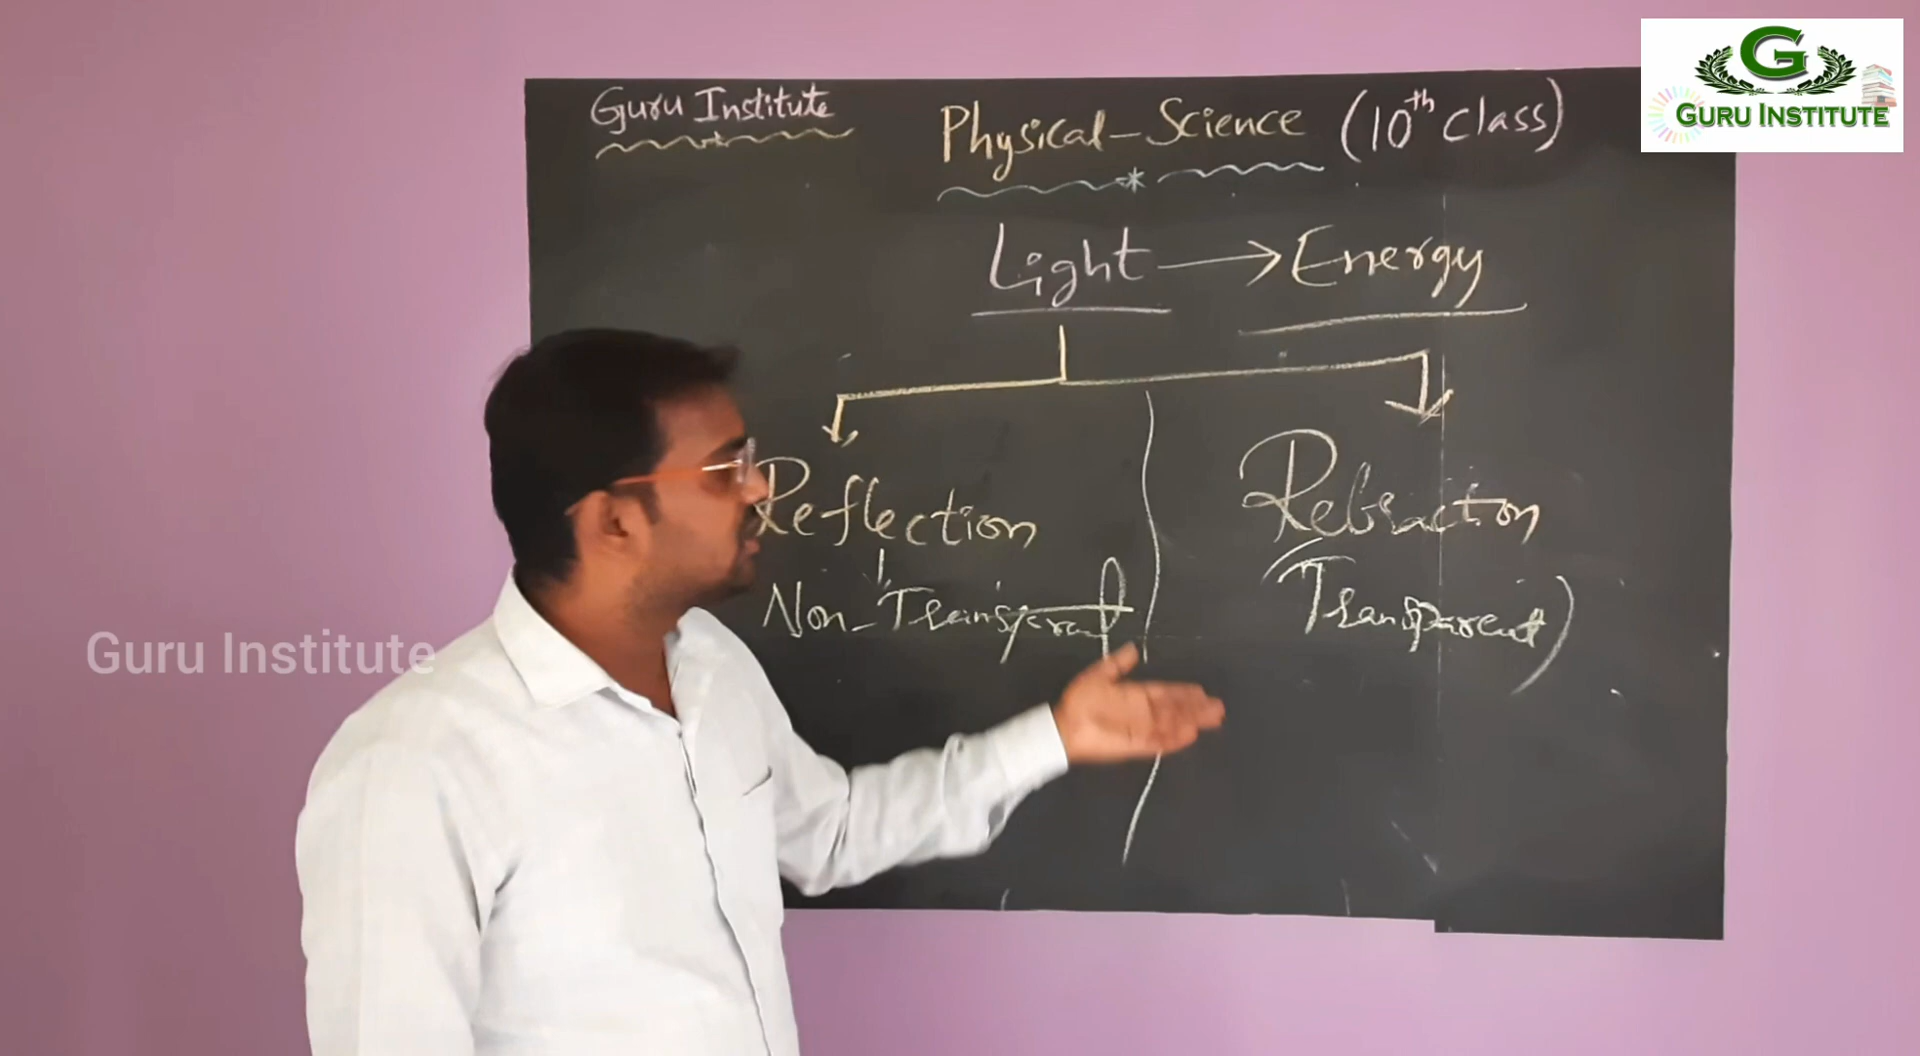 Guru Institute
Physical-Science (10th class)
G
GURU INSTITUTE
Light → Energy
Reflection
Refraction
Non-Transparent
(Transparent)
Guru Institute